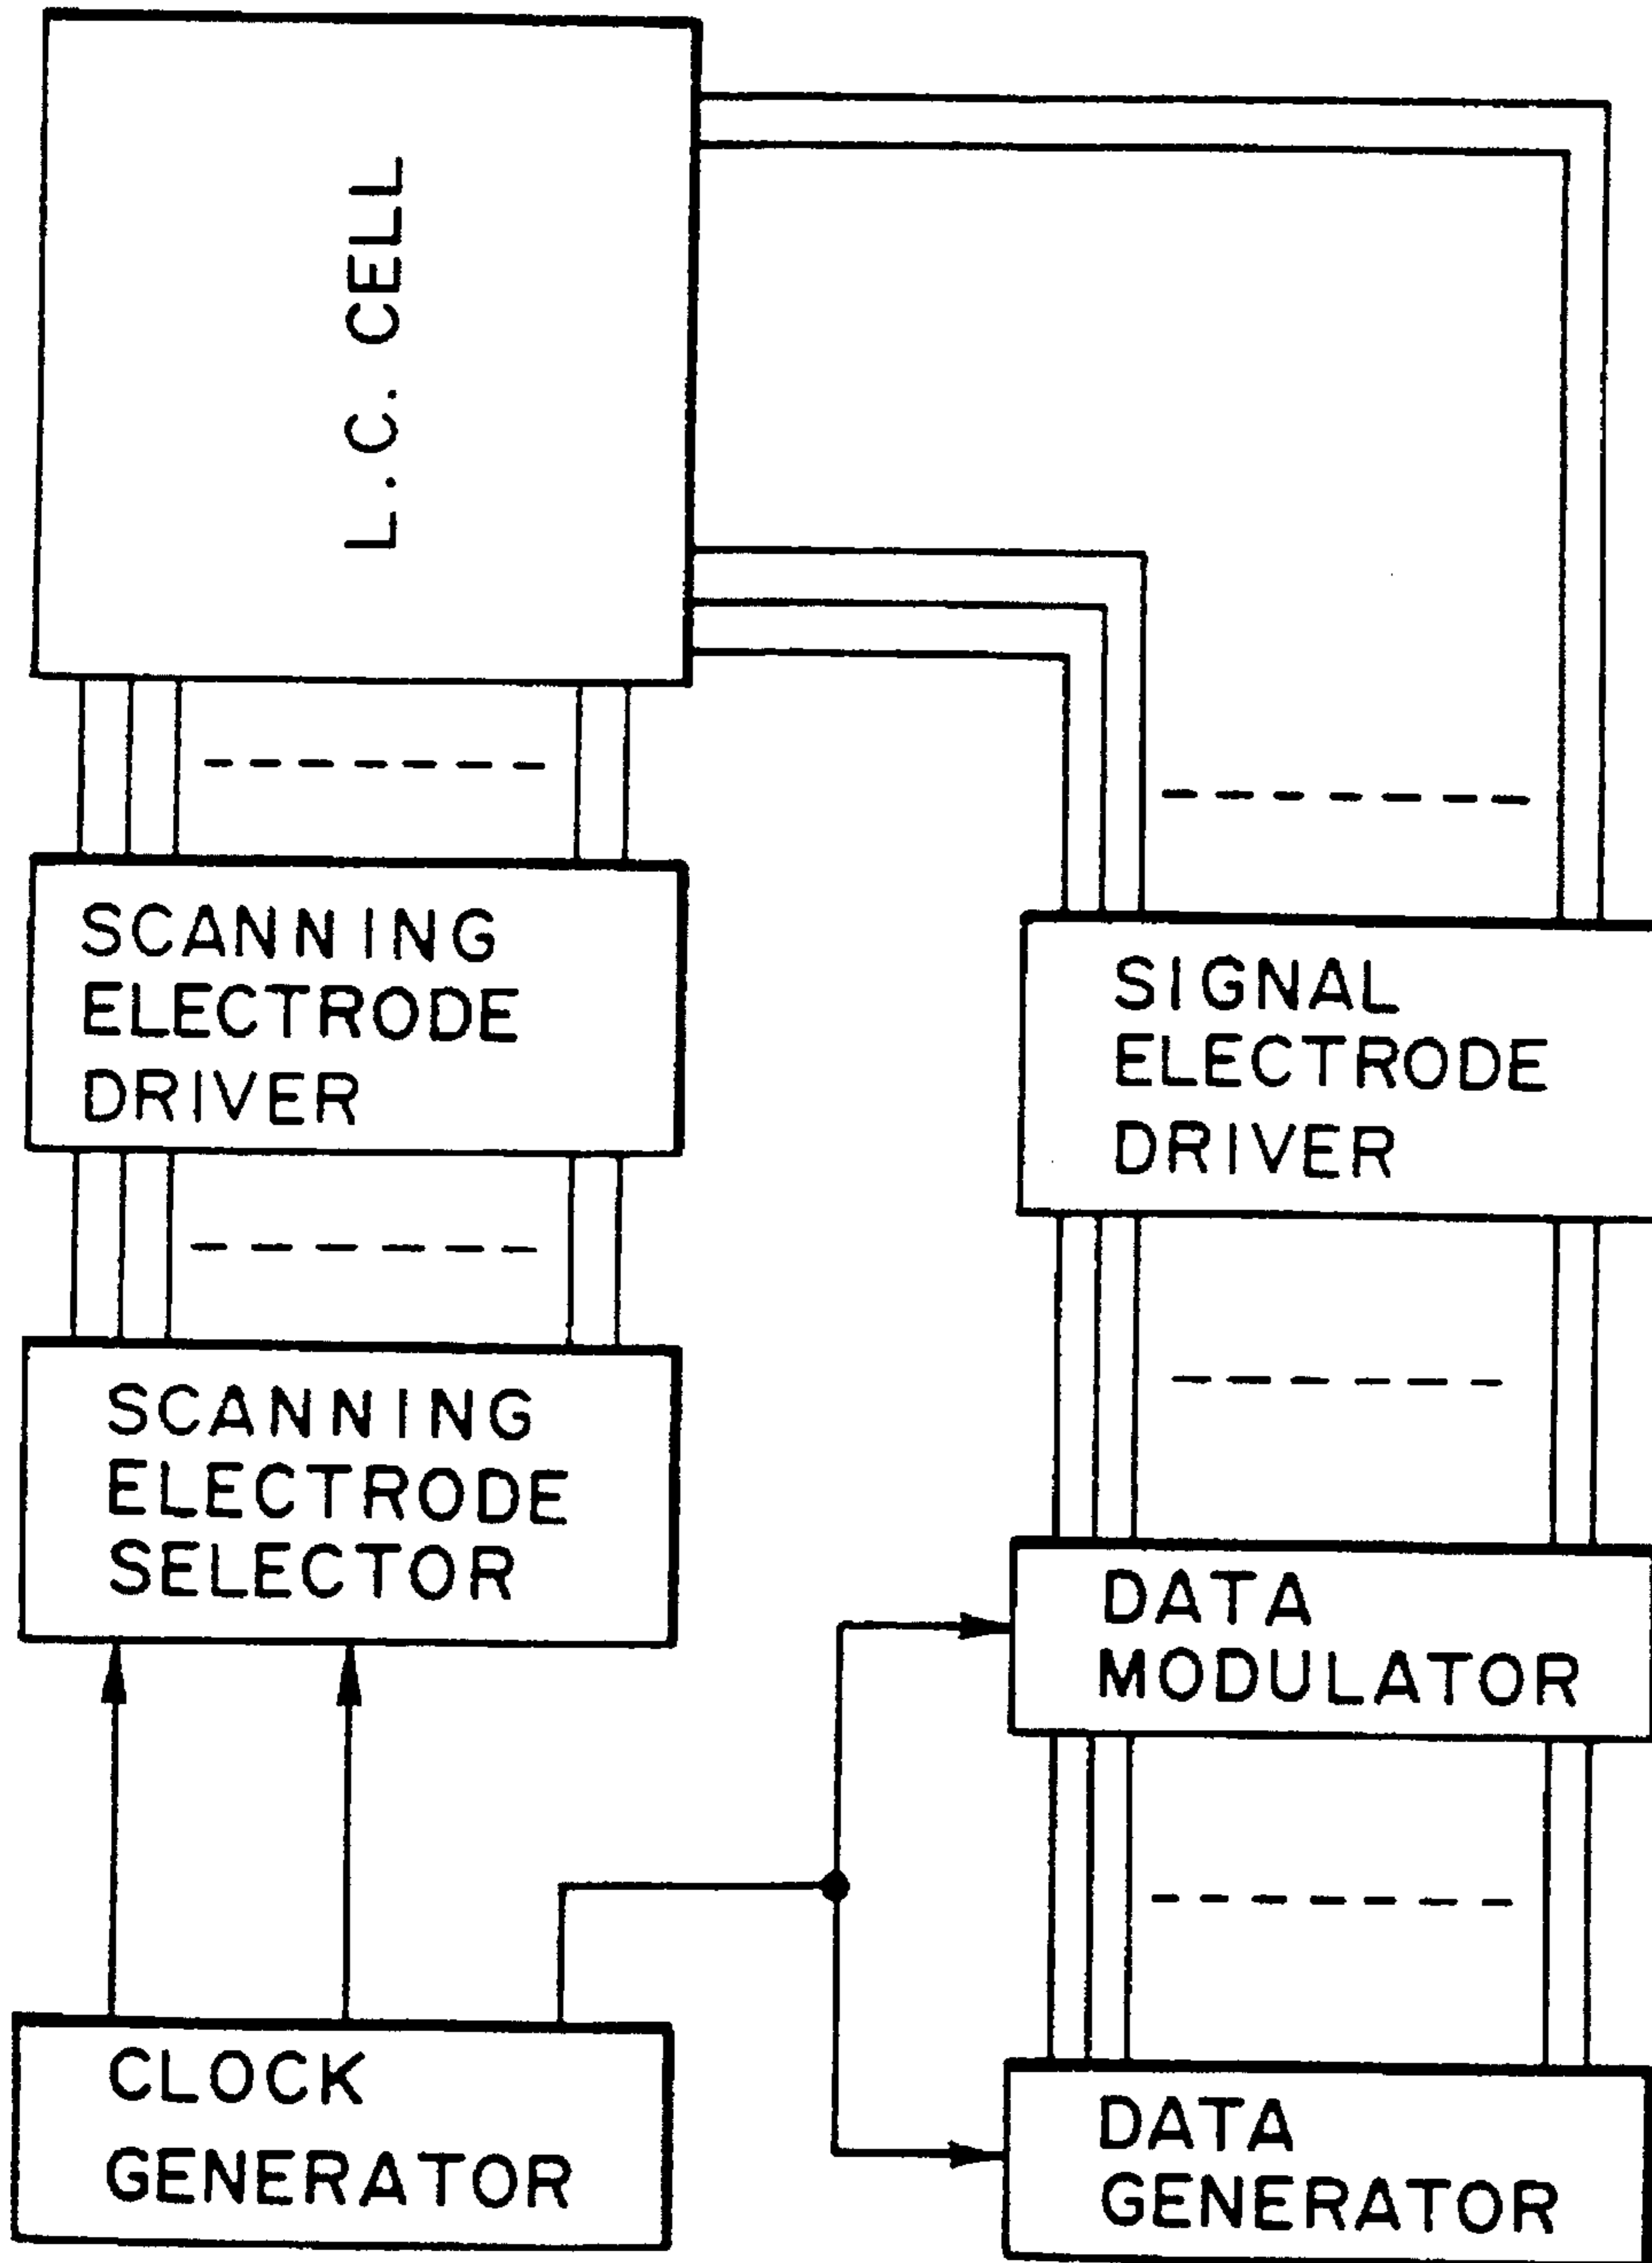 L.C. CELL
SCANNING
ELECTRODE
DRIVER
SIGNAL
ELECTRODE
DRIVER
SCANNING
ELECTRODE
SELECTOR
DATA
MODULATOR
CLOCK
GENERATOR
DATA
GENERATOR